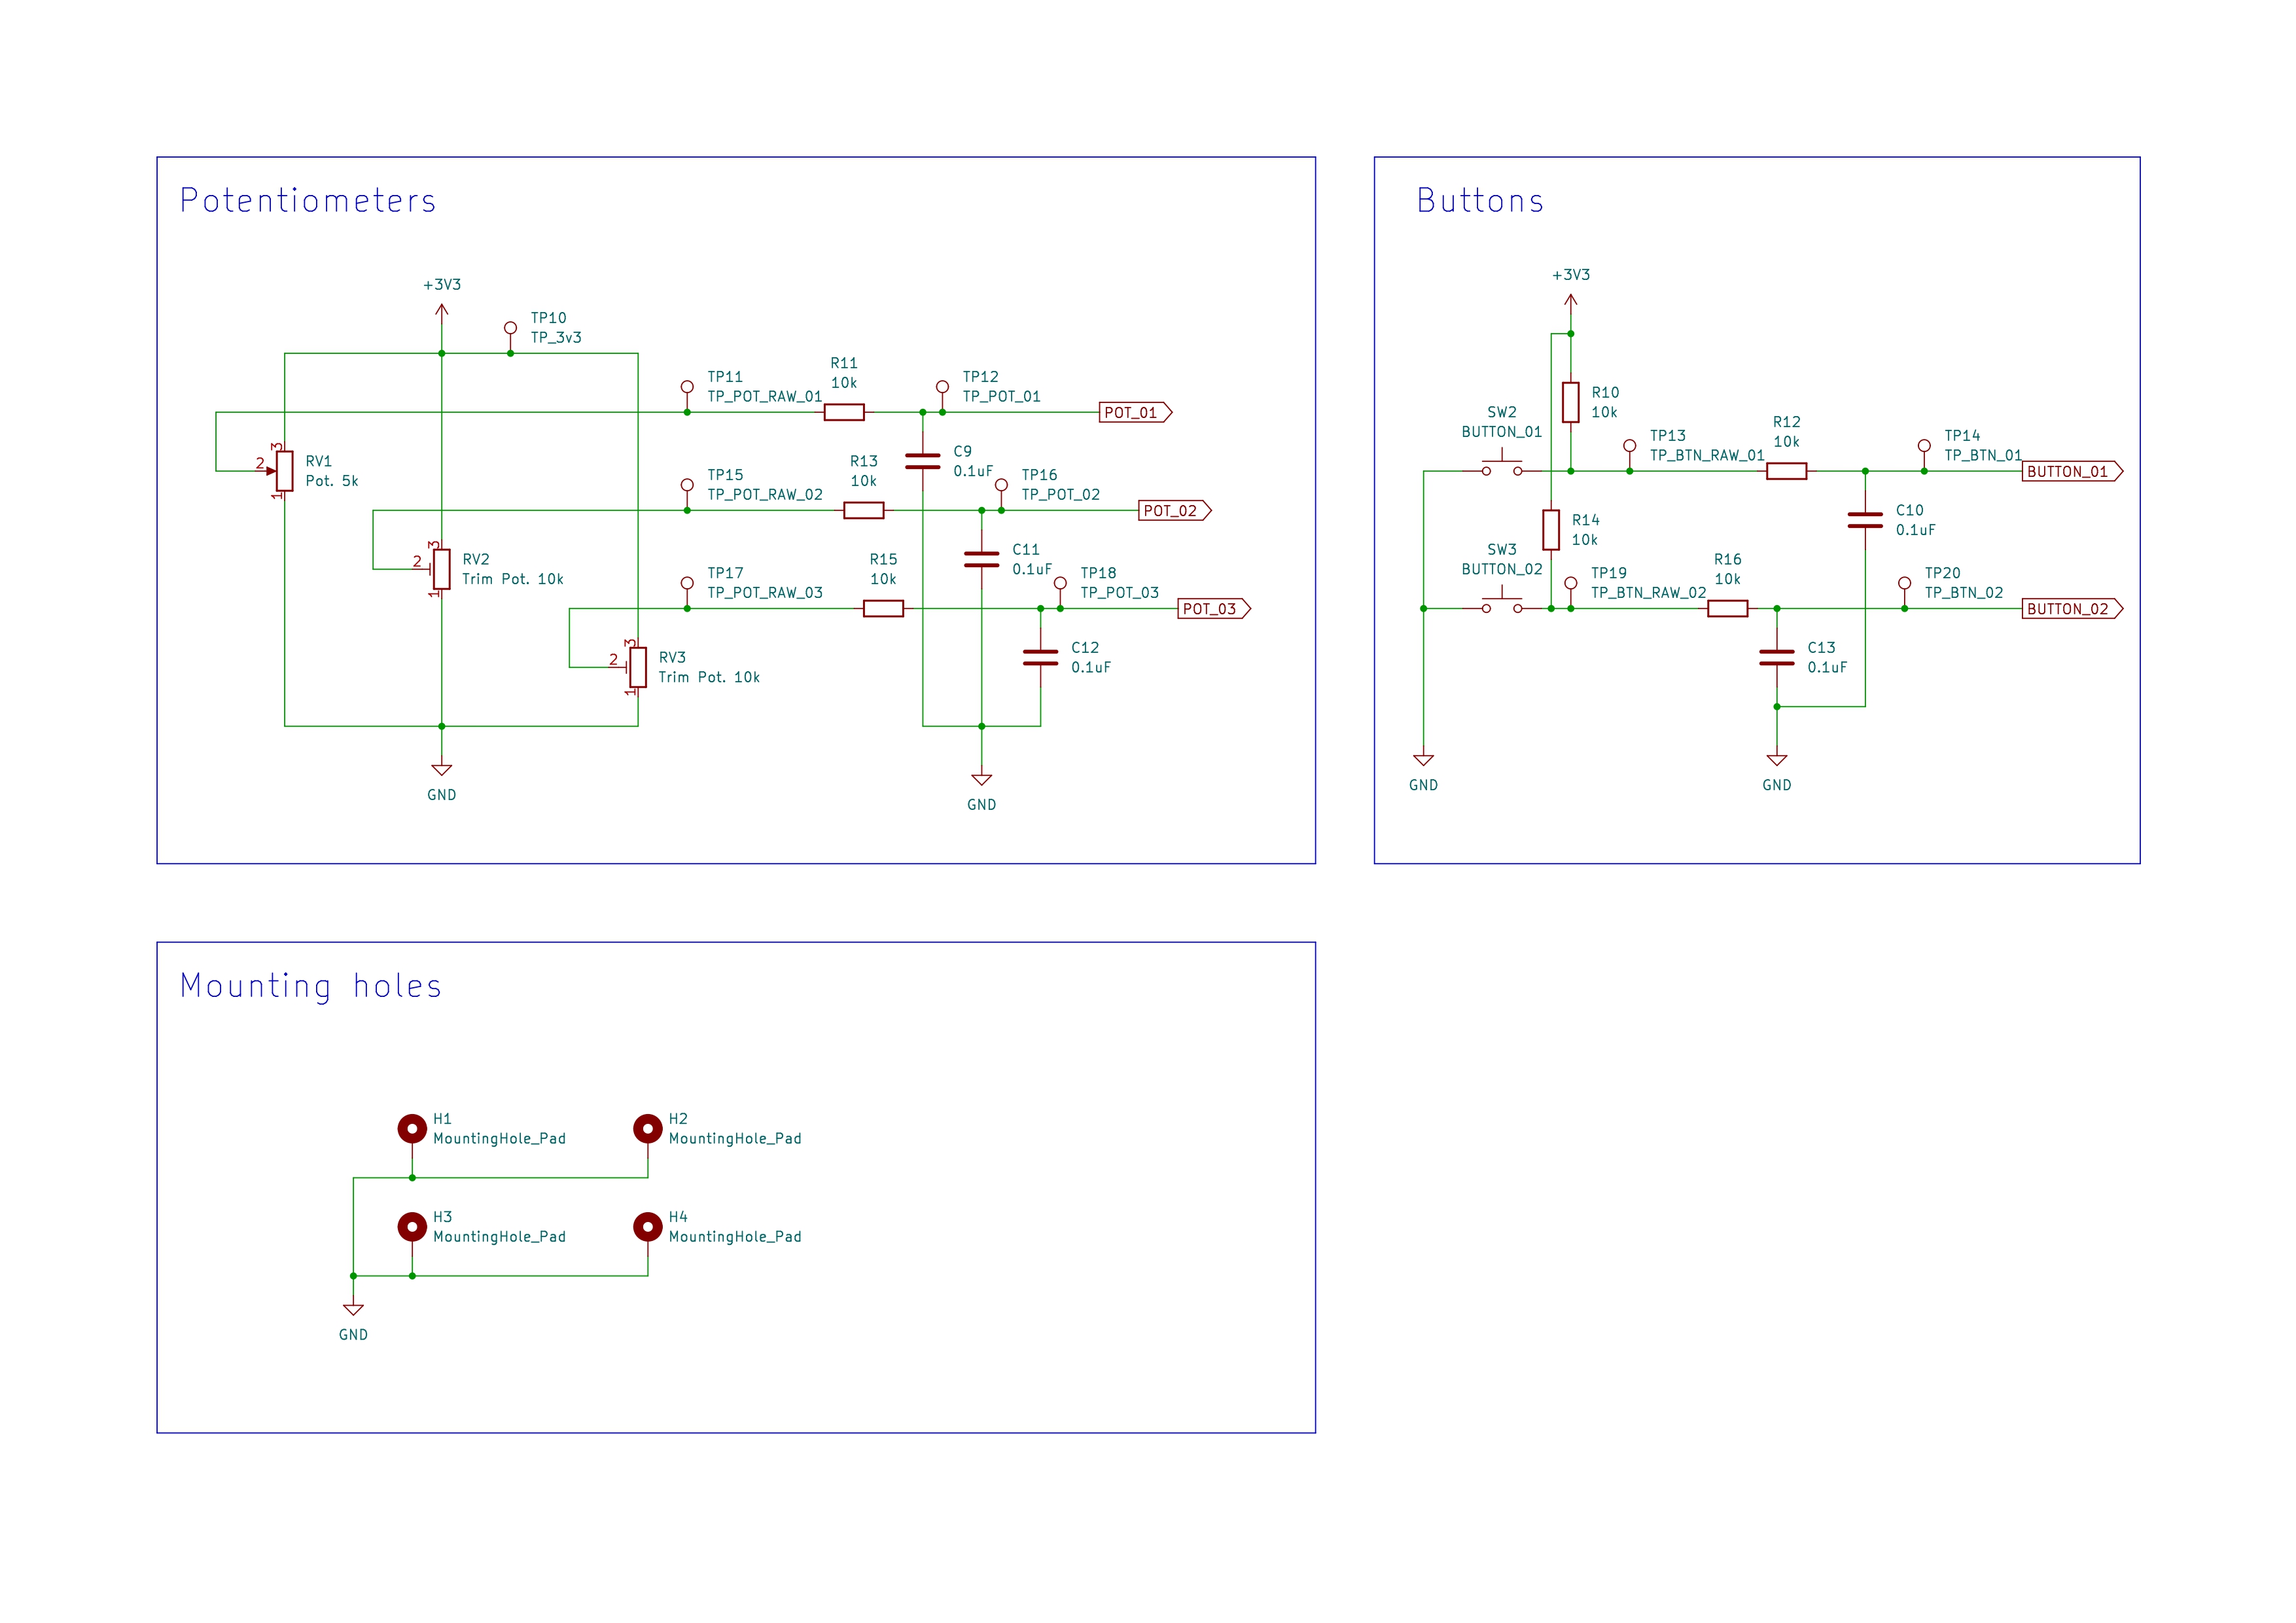 Potentiometers
+3V3
TP10
TP_3v3
TP11
TP_POT_RAW_01
R11
10k
TP12
TP_POT_01
POT_01
3
2
1
RV1
Pot. 5k
C9
0.1uF
TP15
TP_POT_RAW_02
R13
10k
TP16
TP_POT_02
POT_02
3
2
1
RV2
Trim Pot. 10k
C11
0.1uF
TP17
TP_POT_RAW_03
R15
10k
TP18
TP_POT_03
POT_03
3
2
1
RV3
Trim Pot. 10k
C12
0.1uF
GND
GND
Buttons
+3V3
R10
10k
SW2
BUTTON_01
TP13
TP_BTN_RAW_01
R12
10k
TP14
TP_BTN_01
BUTTON_01
C10
0.1uF
R14
10k
SW3
BUTTON_02
TP19
TP_BTN_RAW_02
R16
10k
TP20
TP_BTN_02
BUTTON_02
C13
0.1uF
GND
GND
Mounting holes
H1
MountingHole_Pad
H2
MountingHole_Pad
H3
MountingHole_Pad
H4
MountingHole_Pad
GND